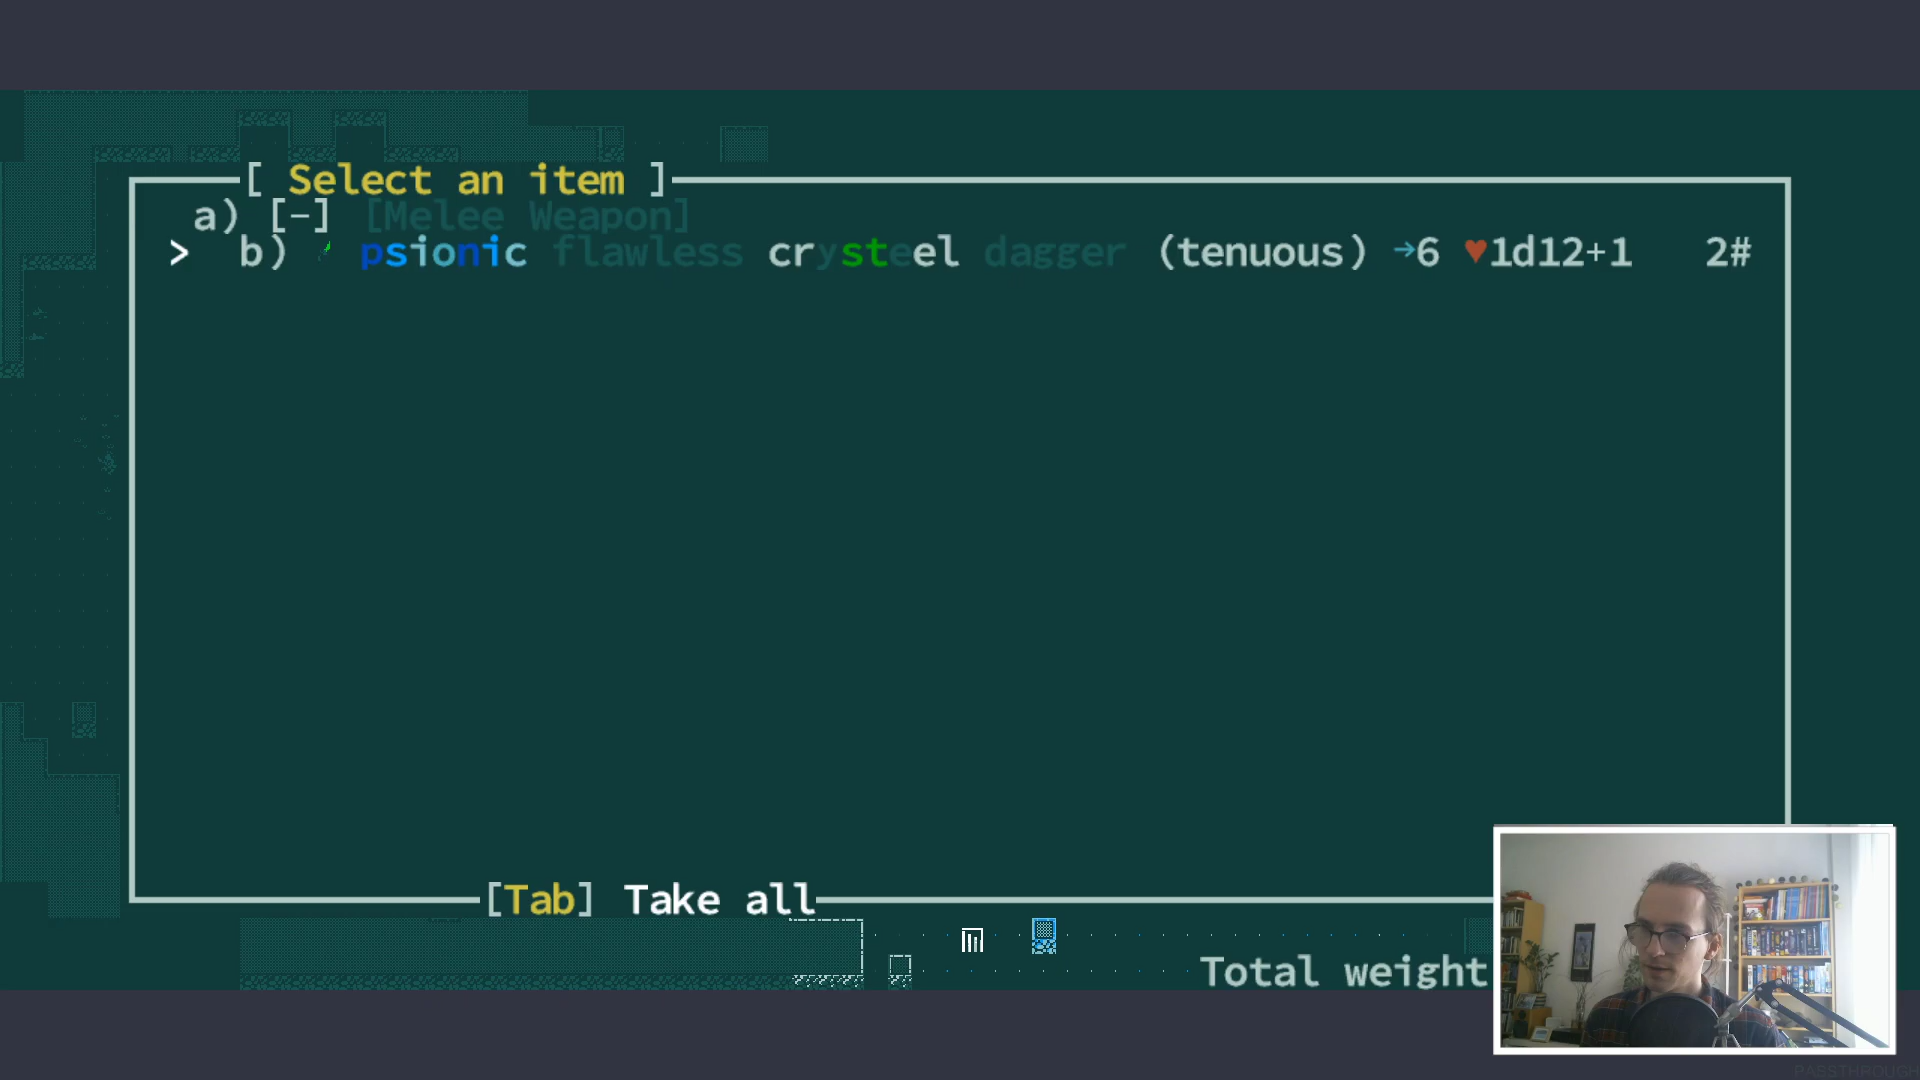 [ Select an item ]
a) [-] [Melee Weapon]
> b) psionic flawless crysteel dagger (tenuous) →6 ♥1d12+1 2#
[Tab] Take all
Total weight
PASSTHROUGH